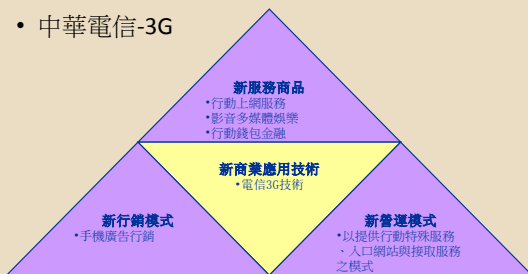 • 中華電信-3G
新服務商品
•行動上網服務
•影音多媒體娛樂
•行動錢包金融
新商業應用技術
•電信3G技術
新行銷模式
•手機廣告行銷
新營運模式
•以提供行動特殊服務
、入口網站與接取服務
之模式